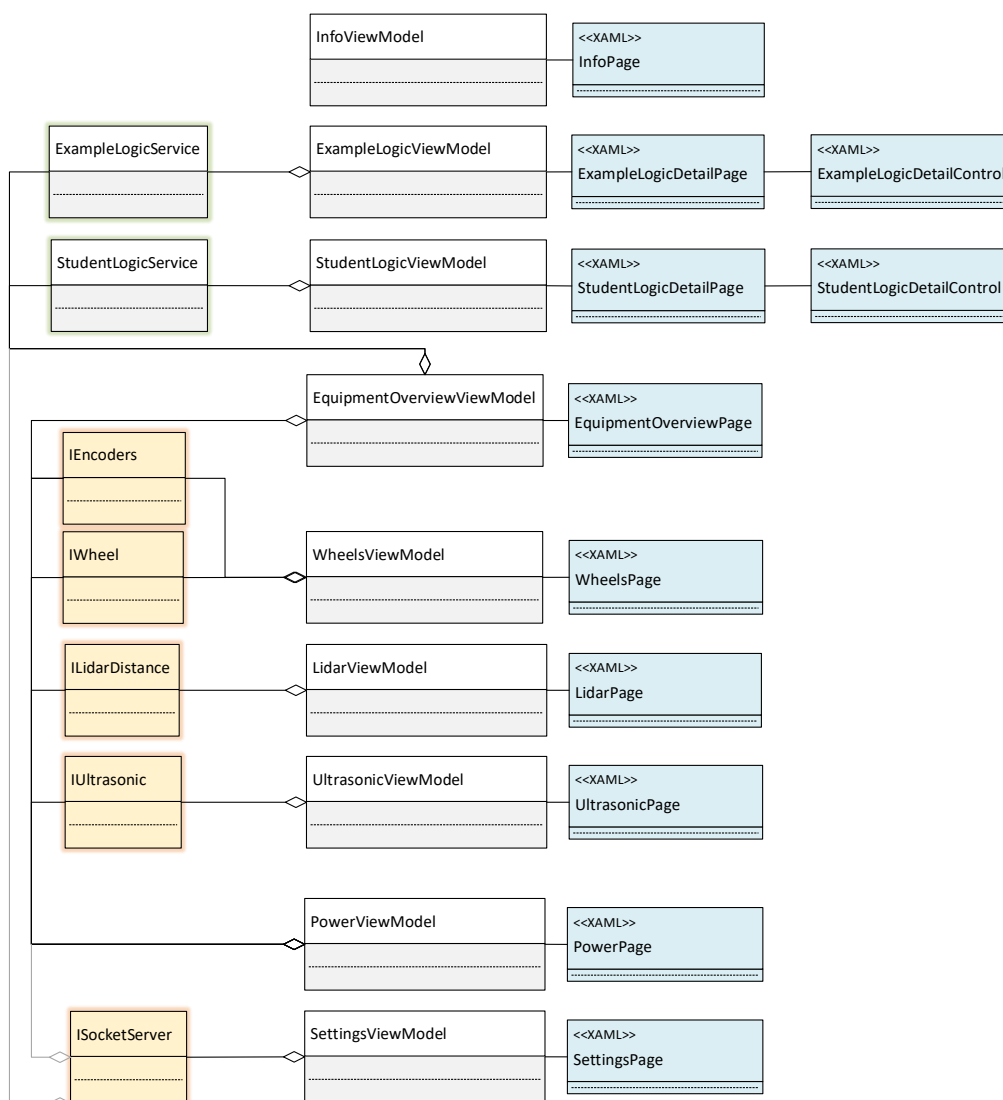 InfoViewModel
<<XAML>>
InfoPage
ExampleLogicService
ExampleLogicViewModel
<<XAML>>
ExampleLogicDetailPage
<<XAML>>
ExampleLogicDetailControl
StudentLogicService
StudentLogicViewModel
<<XAML>>
StudentLogicDetailPage
<<XAML>>
StudentLogicDetailControl
EquipmentOverviewViewModel
<<XAML>>
EquipmentOverviewPage
IEncoders
IWheel
WheelsViewModel
<<XAML>>
WheelsPage
ILidarDistance
LidarViewModel
<<XAML>>
LidarPage
IUltrasonic
UltrasonicViewModel
<<XAML>>
UltrasonicPage
PowerViewModel
<<XAML>>
PowerPage
ISocketServer
SettingsViewModel
<<XAML>>
SettingsPage